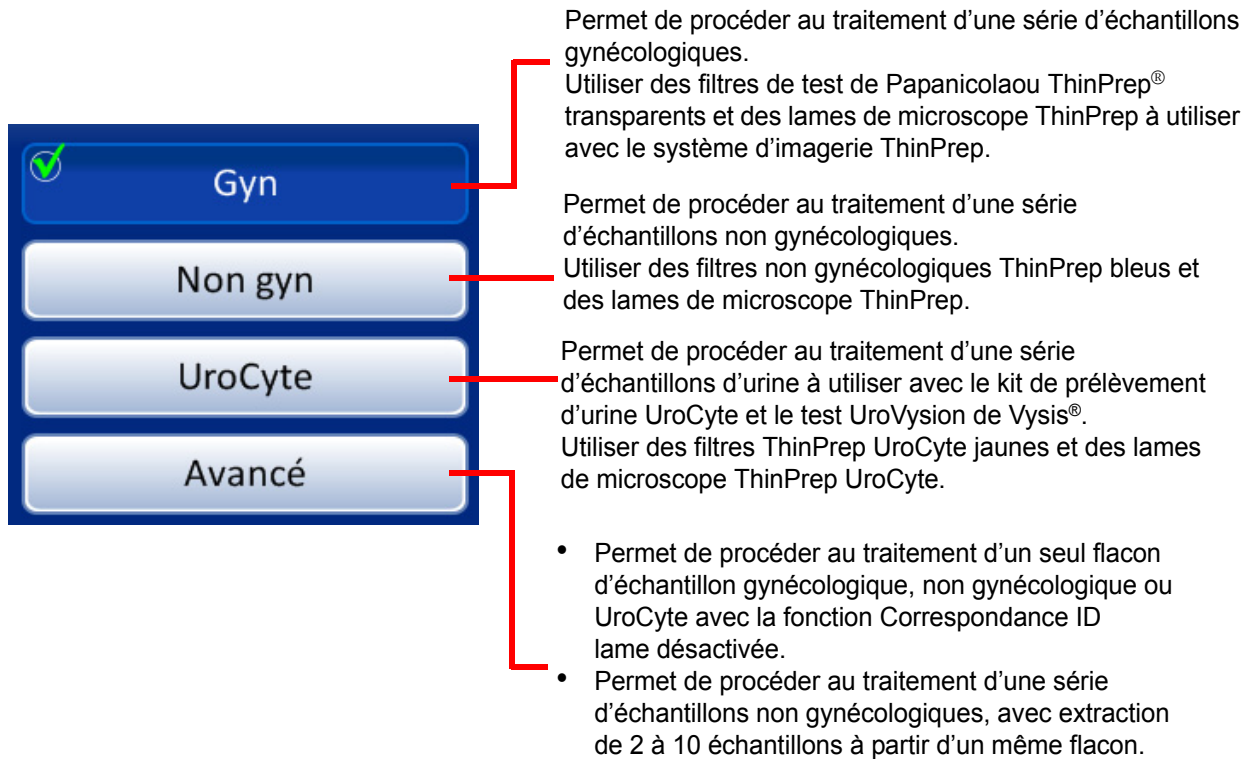 Permet de procéder au traitement d'une série d'échantillons
gynécologiques.
Utiliser des filtres de test de Papanicolaou ThinPrep®
transparents et des lames de microscope ThinPrep à utiliser
avec le système d'imagerie ThinPrep.
Gyn
Permet de procéder au traitement d'une série
d'échantillons non gynécologiques.
Utiliser des filtres non gynécologiques ThinPrep bleus et
des lames de microscope ThinPrep.
Non gyn
Permet de procéder au traitement d'une série
d'échantillons d'urine à utiliser avec le kit de prélèvement
d'urine UroCyte et le test UroVysion de Vysis®.
Utiliser des filtres ThinPrep UroCyte jaunes et des lames
de microscope ThinPrep UroCyte.
UroCyte
Avancé
• Permet de procéder au traitement d'un seul flacon
d'échantillon gynécologique, non gynécologique ou
UroCyte avec la fonction Correspondance ID
lame désactivée.
• Permet de procéder au traitement d'une série
d'échantillons non gynécologiques, avec extraction
de 2 à 10 échantillons à partir d'un même flacon.